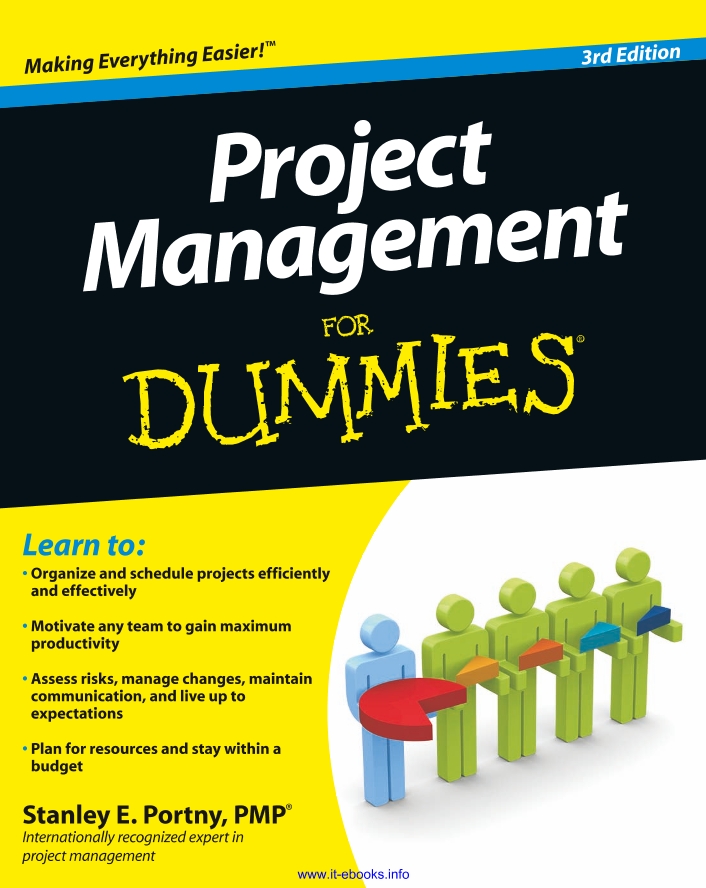 Making Everything Easier!™
3rd Edition
Project
Management
FOR
DUMMIES®
Learn to:
• Organize and schedule projects efficiently
and effectively
• Motivate any team to gain maximum
productivity
• Assess risks, manage changes, maintain
communication, and live up to
expectations
• Plan for resources and stay within a
budget
Stanley E. Portny, PMP®
Internationally recognized expert in
project management
www.it-ebooks.info